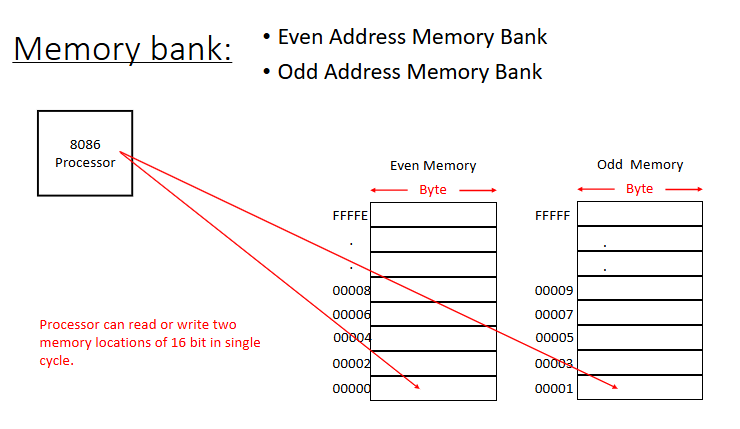 Memory bank:
• Even Address Memory Bank
• Odd Address Memory Bank
8086
Processor
Even Memory
Byte
FFFFE
.
.
00008
00006
00004
00002
00000
Odd Memory
Byte
FFFFF
.
.
00009
00007
00005
00003
00001
Processor can read or write two
memory locations of 16 bit in single
cycle.